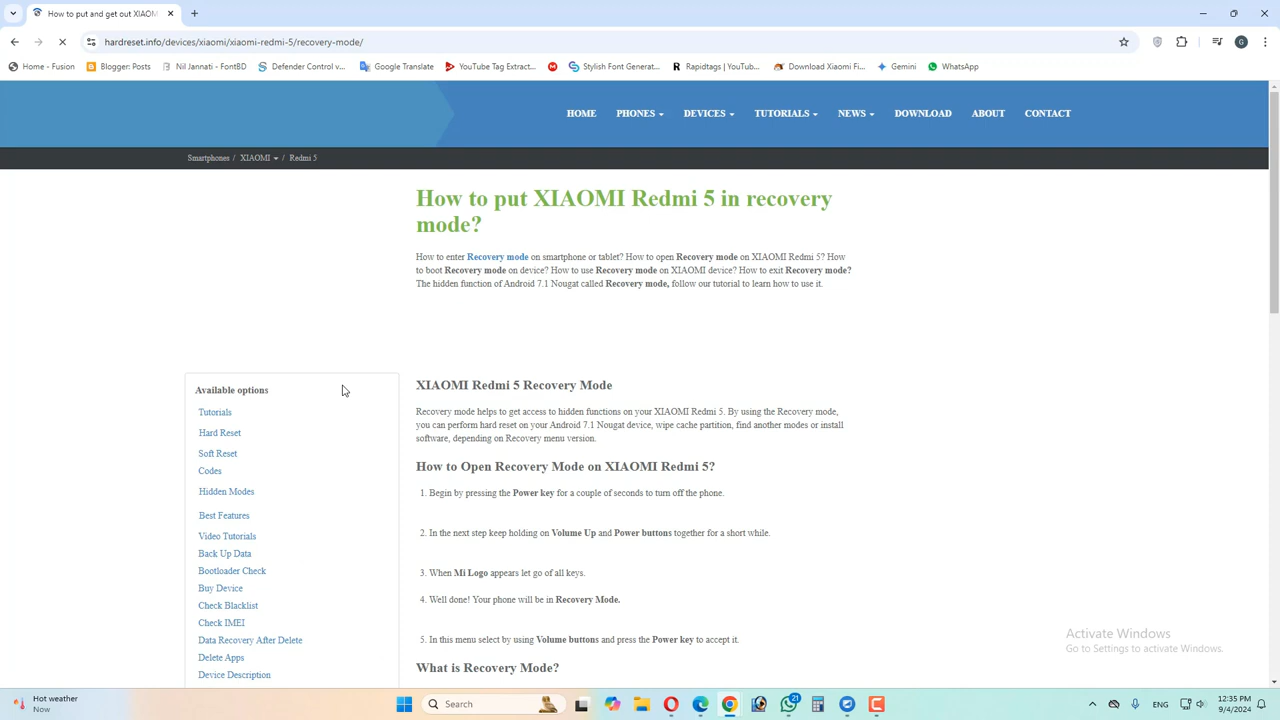 How to put and get out XIAOM
hardreset.info/devices/xiaomi/xiaomi-redmi-5/recovery-mode/
G
Home - Fusion
Blogger: Posts
Nil Jannati - FontBD
Defender Control v...
Google Translate
YouTube Tag Extract...
Stylish Font Generat...
Rapidtags | YouTub...
Download Xiaomi Fi...
Gemini
WhatsApp
HOME PHONES DEVICES TUTORIALS NEWS DOWNLOAD ABOUT CONTACT
Smartphones / XIAOMI / Redmi 5
How to put XIAOMI Redmi 5 in recovery
mode?
How to enter Recovery mode on smartphone or tablet? How to open Recovery mode on XIAOMI Redmi 5? How
to boot Recovery mode on device? How to use Recovery mode on XIAOMI device? How to exit Recovery mode?
The hidden function of Android 7.1 Nougat called Recovery mode, follow our tutorial to learn how to use it.
Available options
Tutorials
Hard Reset
Soft Reset
Codes
Hidden Modes
Best Features
Video Tutorials
Back Up Data
Bootloader Check
Buy Device
Check Blacklist
Check IMEI
Data Recovery After Delete
Delete Apps
Device Description
XIAOMI Redmi 5 Recovery Mode
Recovery mode helps to get access to hidden functions on your XIAOMI Redmi 5. By using the Recovery mode,
you can perform hard reset on your Android 7.1 Nougat device, wipe cache partition, find another modes or install
software, depending on Recovery menu version.
How to Open Recovery Mode on XIAOMI Redmi 5?
1. Begin by pressing the Power key for a couple of seconds to turn off the phone.
2. In the next step keep holding on Volume Up and Power buttons together for a short while.
3. When Mi Logo appears let go of all keys.
4. Well done! Your phone will be in Recovery Mode.
5. In this menu select by using Volume buttons and press the Power key to accept it.
What is Recovery Mode?
Activate Windows
Go to Settings to activate Windows.
Hot weather
Now
Search
21
ENG
12:35 PM
9/4/2024